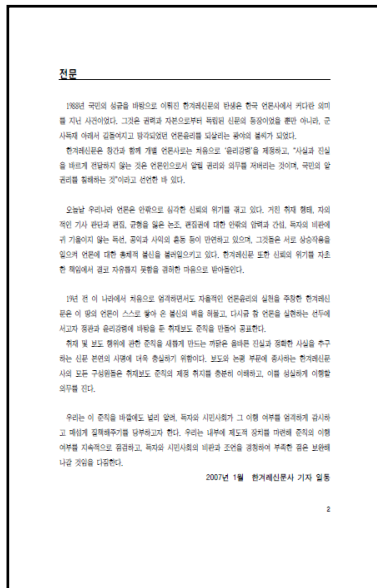 전문
1988년 국민의 성금을 바탕으로 이뤄진 한겨레신문의 탄생은 한국 언론사에서 커다란 의미
를 지닌 사건이었다. 그것은 권력과 자본으로부터 독립된 신문의 등장이었을 뿐만 아니라, 군
사독재 아래서 길들여지고 망각되었던 언론윤리를 되살리는 광야의 불씨가 되었다.
한겨레신문은 창간과 함께 개별 언론사로는 처음으로 ‘윤리강령’을 제정하고, “사실과 진실
을 바르게 전달하지 않는 것은 언론인으로서 알릴 권리와 의무를 저버리는 것이며, 국민의 알
권리를 침해하는 것”이라고 선언한 바 있다.
오늘날 우리나라 언론은 안팎으로 심각한 신뢰의 위기를 겪고 있다. 거친 취재 행태, 자의
적인 기사 판단과 편집, 균형을 잃은 논조, 편집권에 대한 안팎의 압력과 간섭, 독자의 비판에
귀 기울이지 않는 독선, 공익과 사익의 혼동 등이 만연하고 있으며, 그것들은 서로 상승작용을
일으켜 언론에 대한 총체적 불신을 불러일으키고 있다. 한겨레신문 또한 신뢰의 위기를 자초
한 책임에서 결코 자유롭지 못함을 겸허한 마음으로 받아들인다.
19년 전 이 나라에서 처음으로 엄격하면서도 자율적인 언론윤리의 실현을 주창한 한겨레신
문은 이 땅의 언론이 스스로 쌓아 온 불신의 벽을 허물고, 다시금 참 언론을 실현하는 선두에
서고자 정관과 윤리강령에 바탕을 둔 취재보도 준칙을 만들어 공표한다.
취재 및 보도 행위에 관한 준칙을 새롭게 만드는 까닭은 올바른 진실과 정확한 사실을 추구
하는 신문 본연의 사명에 더욱 충실하기 위함이다. 보도와 논평 부문에 종사하는 한겨레신문
사의 모든 구성원들은 취재보도 준칙의 제정 취지를 충분히 이해하고, 이를 성실하게 이행할
의무를 진다.
우리는 이 준칙을 바깥에도 널리 알려, 독자와 시민사회가 그 이행 여부를 엄격하게 감시하
고 매섭게 질책해주기를 당부하고자 한다. 우리는 내부에 제도적 장치를 마련해 준칙의 이행
여부를 지속적으로 점검하고, 독자와 시민사회의 비판과 조언을 경청하여 부족한 점은 보완해
나갈 것임을 다짐한다.
2007년 1월 한겨레신문사 기자 일동
2